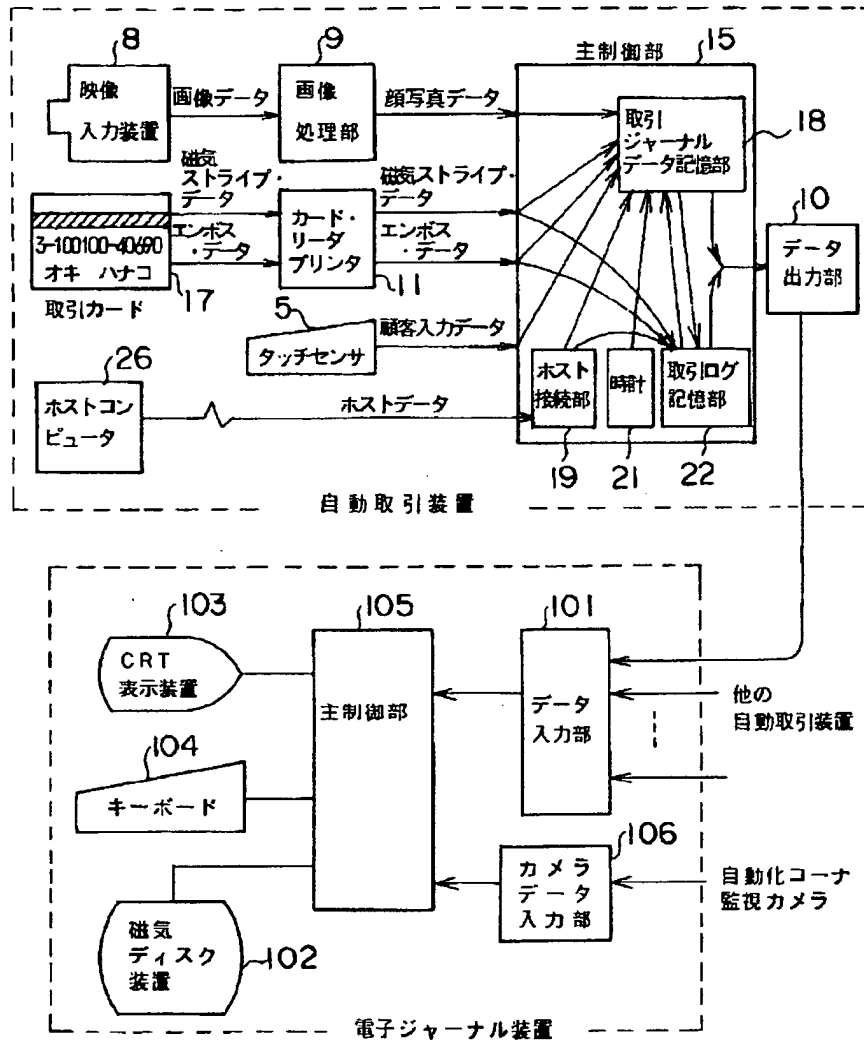 8
9
15
主制御部
映像
入力装置
画像データ
画像
処理部
顔写真データ
取引
ジャーナル
データ記憶部
18
磁気
ストライプ・
データ
磁気ストライプ・
データ
3-100100-40690
オキ ハナコ
エンボス
・データ
カード・
リーダ
プリンタ
エンボス
・データ
10
データ
出力部
17
取引カード
11
5
タッチセンサ
顧客入力データ
26
ホストコン
ピュータ
ホストデータ
ホスト
接続部
時計
取引ログ
記憶部
19
21
22
自動取引装置
103
105
101
CRT
表示装置
主制御部
データ
入力部
他の
自動取引装置
104
キーボード
106
カメラ
データ
入力部
自動化コーナ
監視カメラ
磁気
ディスク
装置
102
電子ジャーナル装置